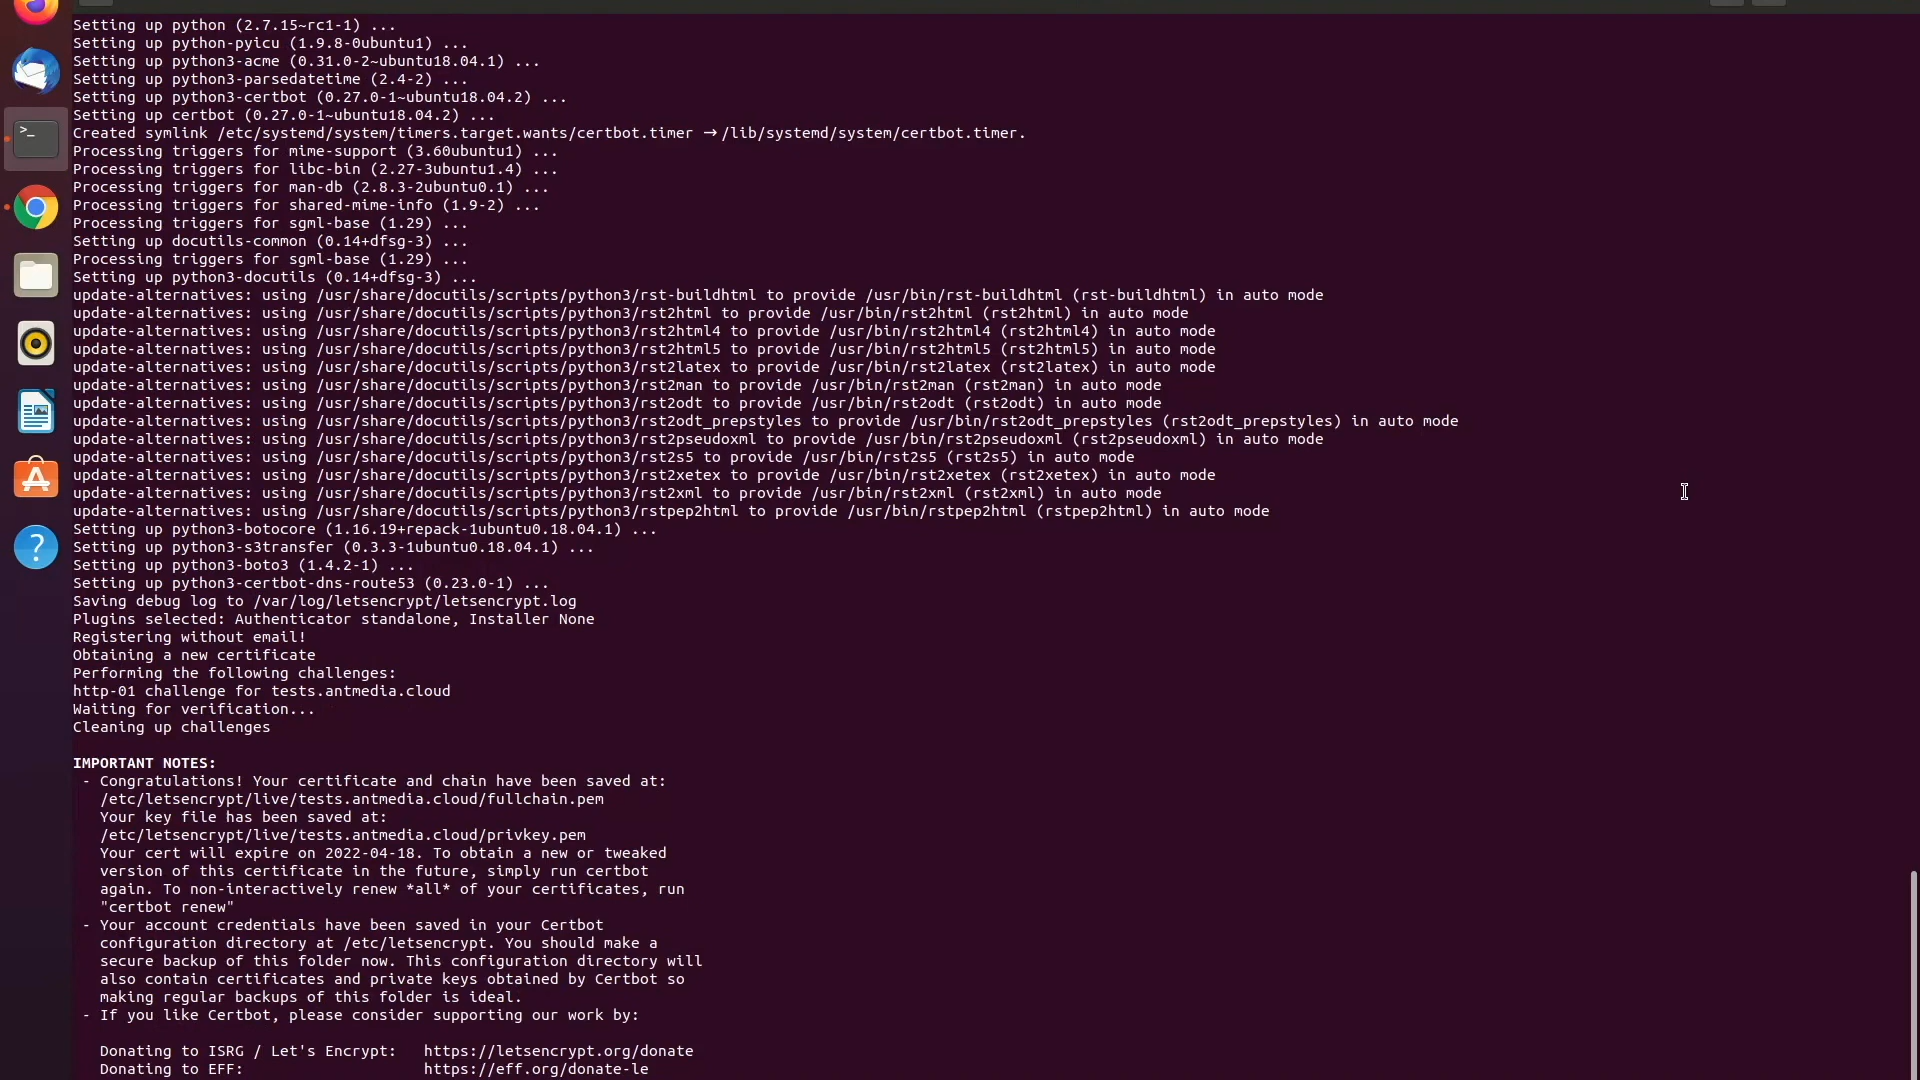 Setting up python (2.7.15~rc1-1) ...
Setting up python-pyicu (1.9.8-0ubuntu1) ...
Setting up python3-acme (0.31.0-2~ubuntu18.04.1) ...
Setting up python3-parsedatetime (2.4-2) ...
Setting up python3-certbot (0.27.0-1~ubuntu18.04.2) ...
Setting up certbot (0.27.0-1~ubuntu18.04.2) ...
Created symlink /etc/systemd/system/timers.target.wants/certbot.timer → /lib/systemd/system/certbot.timer.
Processing triggers for mime-support (3.60ubuntu1) ...
Processing triggers for libc-bin (2.27-3ubuntu1.4) ...
Processing triggers for man-db (2.8.3-2ubuntu0.1) ...
Processing triggers for shared-mime-info (1.9-2) ...
Processing triggers for sgml-base (1.29) ...
Setting up docutils-common (0.14+dfsg-3) ...
Processing triggers for sgml-base (1.29) ...
Setting up python3-docutils (0.14+dfsg-3) ...
update-alternatives: using /usr/share/docutils/scripts/python3/rst-buildhtml to provide /usr/bin/rst-buildhtml (rst-buildhtml) in auto mode
update-alternatives: using /usr/share/docutils/scripts/python3/rst2html to provide /usr/bin/rst2html (rst2html) in auto mode
update-alternatives: using /usr/share/docutils/scripts/python3/rst2html4 to provide /usr/bin/rst2html4 (rst2html4) in auto mode
update-alternatives: using /usr/share/docutils/scripts/python3/rst2html5 to provide /usr/bin/rst2html5 (rst2html5) in auto mode
update-alternatives: using /usr/share/docutils/scripts/python3/rst2latex to provide /usr/bin/rst2latex (rst2latex) in auto mode
update-alternatives: using /usr/share/docutils/scripts/python3/rst2man to provide /usr/bin/rst2man (rst2man) in auto mode
update-alternatives: using /usr/share/docutils/scripts/python3/rst2odt to provide /usr/bin/rst2odt (rst2odt) in auto mode
update-alternatives: using /usr/share/docutils/scripts/python3/rst2odt_prepstyles to provide /usr/bin/rst2odt_prepstyles (rst2odt_prepstyles) in auto mode
update-alternatives: using /usr/share/docutils/scripts/python3/rst2pseudoxml to provide /usr/bin/rst2pseudoxml (rst2pseudoxml) in auto mode
update-alternatives: using /usr/share/docutils/scripts/python3/rst2s5 to provide /usr/bin/rst2s5 (rst2s5) in auto mode
update-alternatives: using /usr/share/docutils/scripts/python3/rst2xetex to provide /usr/bin/rst2xetex (rst2xetex) in auto mode
update-alternatives: using /usr/share/docutils/scripts/python3/rst2xml to provide /usr/bin/rst2xml (rst2xml) in auto mode
update-alternatives: using /usr/share/docutils/scripts/python3/rstpep2html to provide /usr/bin/rstpep2html (rstpep2html) in auto mode
Setting up python3-botocore (1.16.19+repack-1ubuntu0.18.04.1) ...
Setting up python3-s3transfer (0.3.3-1ubuntu0.18.04.1) ...
Setting up python3-boto3 (1.4.2-1) ...
Setting up python3-certbot-dns-route53 (0.23.0-1) ...
Saving debug log to /var/log/letsencrypt/letsencrypt.log
Plugins selected: Authenticator standalone, Installer None
Registering without email!
Obtaining a new certificate
Performing the following challenges:
http-01 challenge for tests.antmedia.cloud
Waiting for verification...
Cleaning up challenges
IMPORTANT NOTES:
- Congratulations! Your certificate and chain have been saved at:
/etc/letsencrypt/live/tests.antmedia.cloud/fullchain.pem
Your key file has been saved at:
/etc/letsencrypt/live/tests.antmedia.cloud/privkey.pem
Your cert will expire on 2022-04-18. To obtain a new or tweaked
version of this certificate in the future, simply run certbot
again. To non-interactively renew *all* of your certificates, run
"certbot renew"
- Your account credentials have been saved in your Certbot
configuration directory at /etc/letsencrypt. You should make a
secure backup of this folder now. This configuration directory will
also contain certificates and private keys obtained by Certbot so
making regular backups of this folder is ideal.
- If you like Certbot, please consider supporting our work by:
Donating to ISRG / Let's Encrypt:   https://letsencrypt.org/donate
Donating to EFF:                    https://eff.org/donate-le